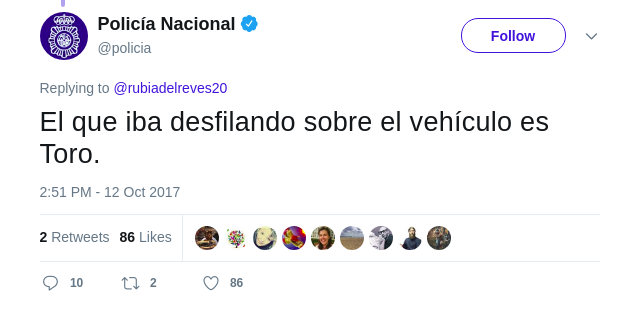 Policía Nacional
@policia
Follow
Replying to @rubiadelreves20
El que iba desfilando sobre el vehículo es
Toro.
2:51 PM - 12 Oct 2017
2 Retweets 86 Likes
10 2 86